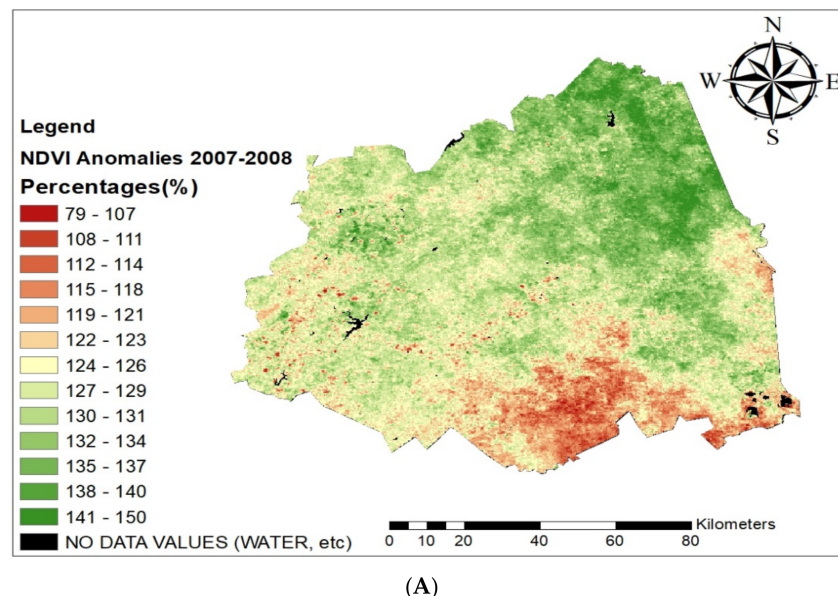 N
W E
S
Legend
NDVI Anomalies 2007-2008
Percentages(%)
79 - 107
108 - 111
112 - 114
115 - 118
119 - 121
122 - 123
124 - 126
127 - 129
130 - 131
132 - 134
135 - 137
138 - 140
141 - 150
NO DATA VALUES (WATER, etc)
Kilometers
0 10 20 40 60 80
(A)